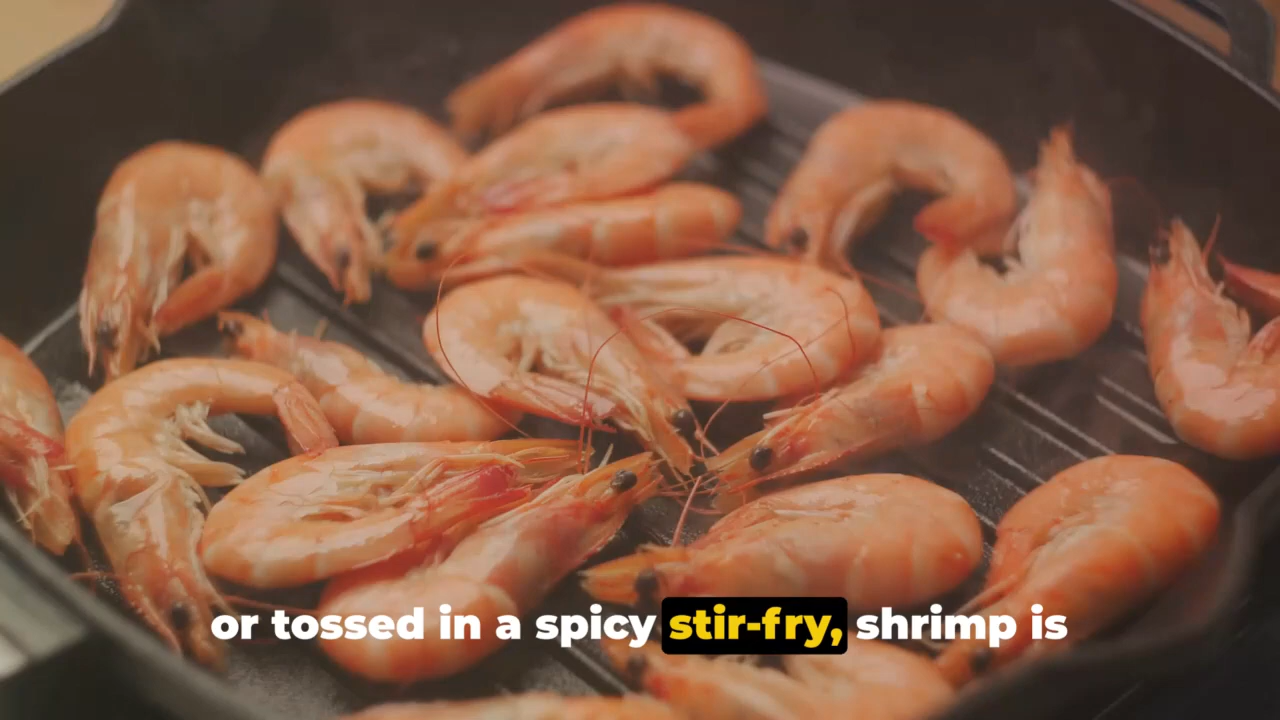 or tossed in a spicy stir-fry, shrimp is